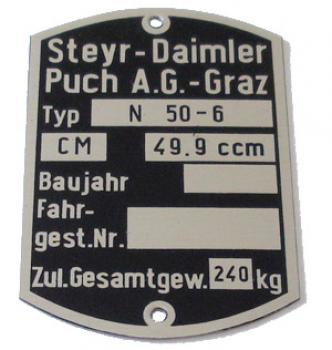 Steyr-Daimler
Puch A.G.-Graz
Typ N 50-6
CM 49.9 ccm
Baujahr
Fahr-
gest.Nr.
Zul.Gesamtgew. 240 kg